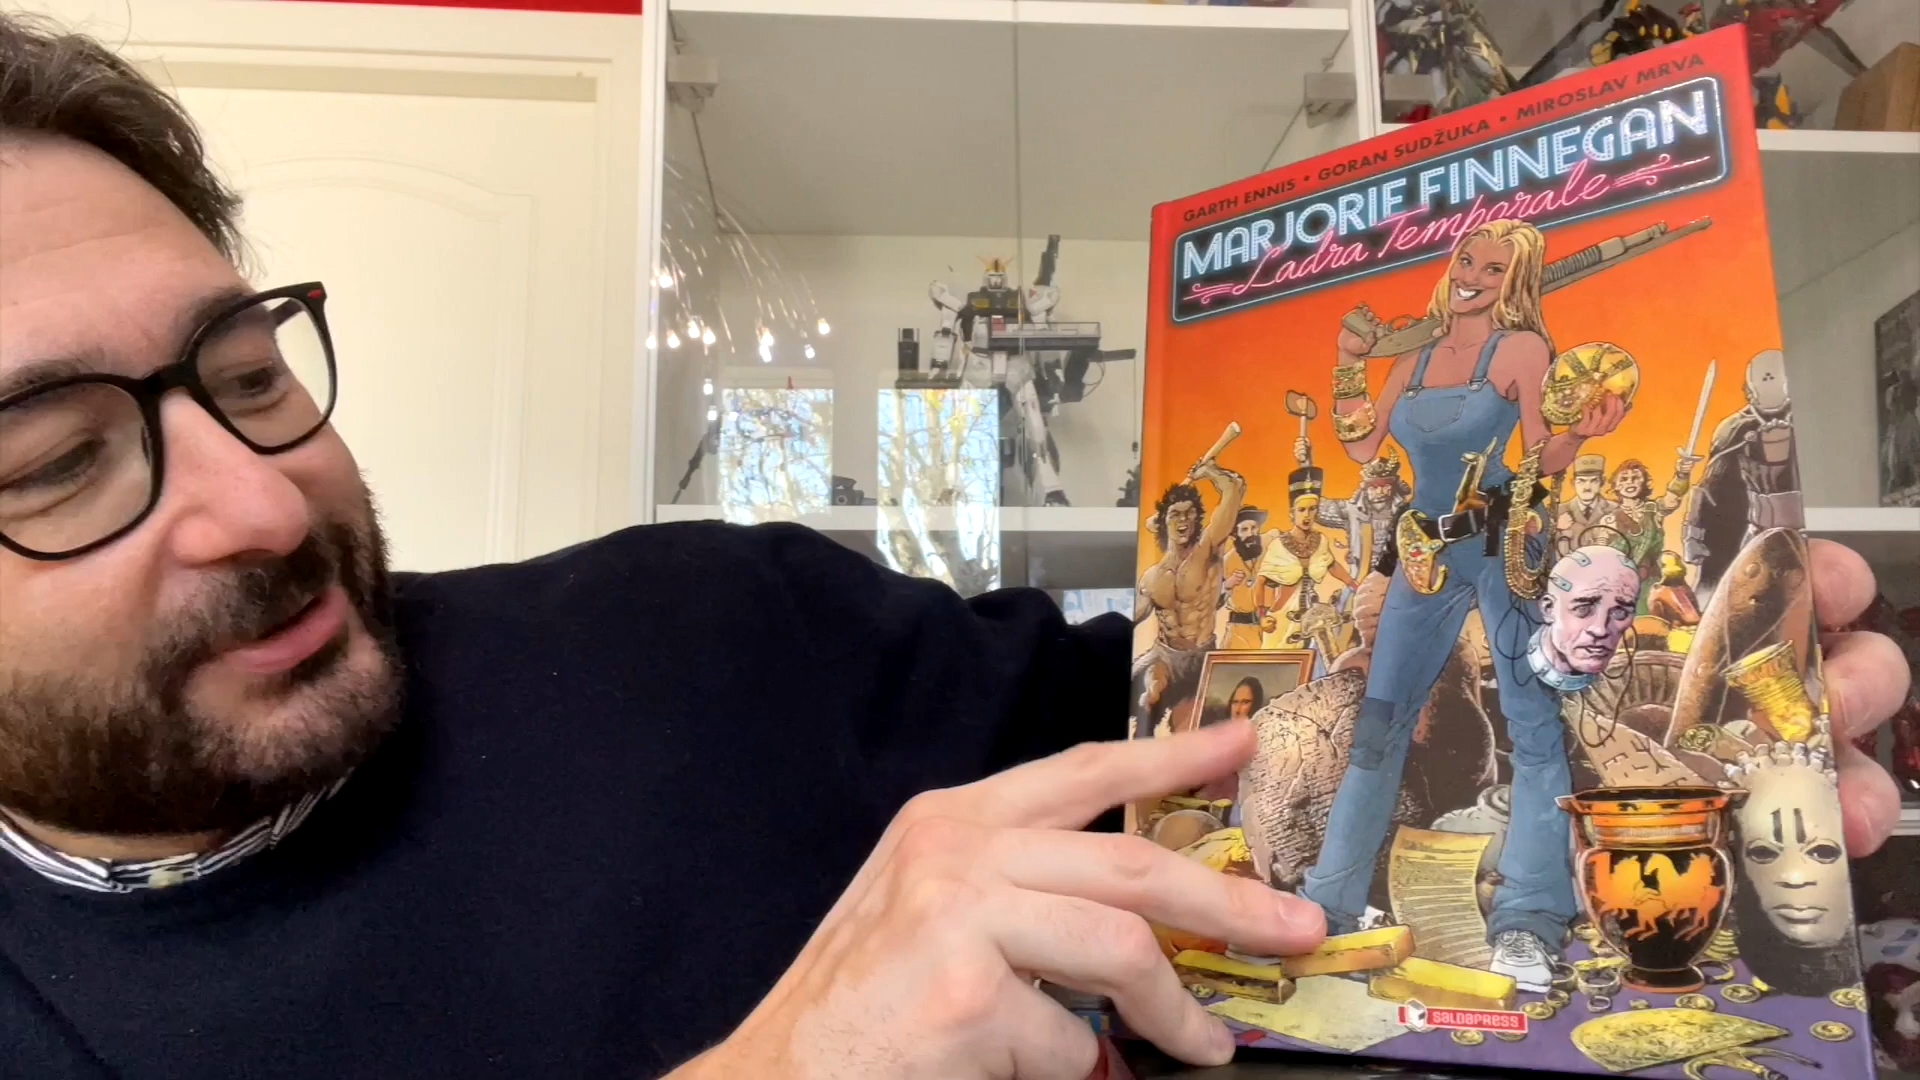 GARTH ENNIS • GORAN SUDŽUKA • MIROSLAV MRVA
MARJORIE FINNEGAN
Ladra Temporale
saldaPRESS